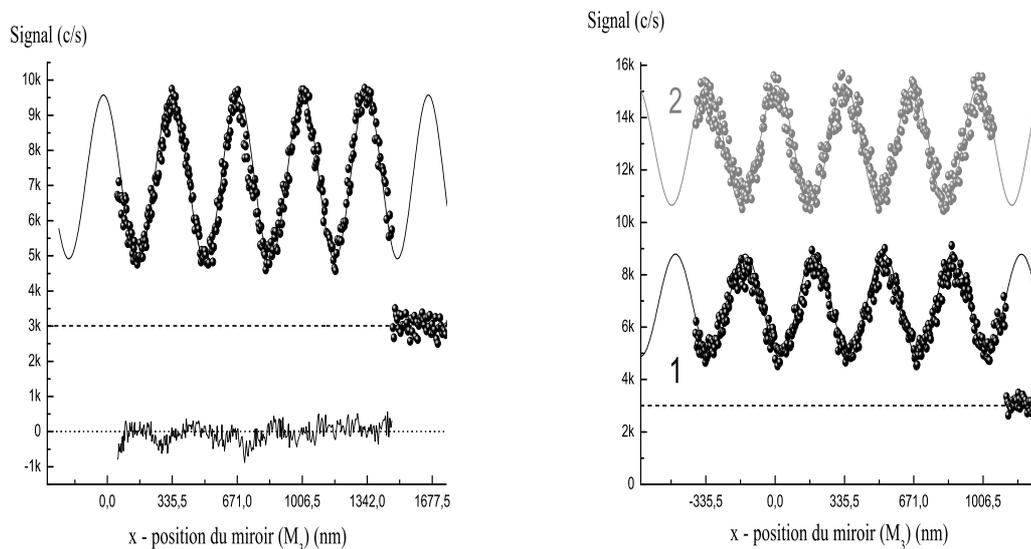 Signal (c/s)
10k
9k
8k
7k
6k
5k
4k
3k
2k
1k
0
-1k
0,0 335,5 671,0 1006,5 1342,0 1677,5
x - position du miroir (M3) (nm)
Signal (c/s)
16k
14k
12k
10k
8k
6k
4k
2k
0
2
1
-335,5 0,0 335,5 671,0 1006,5
x - position du miroir (M3) (nm)